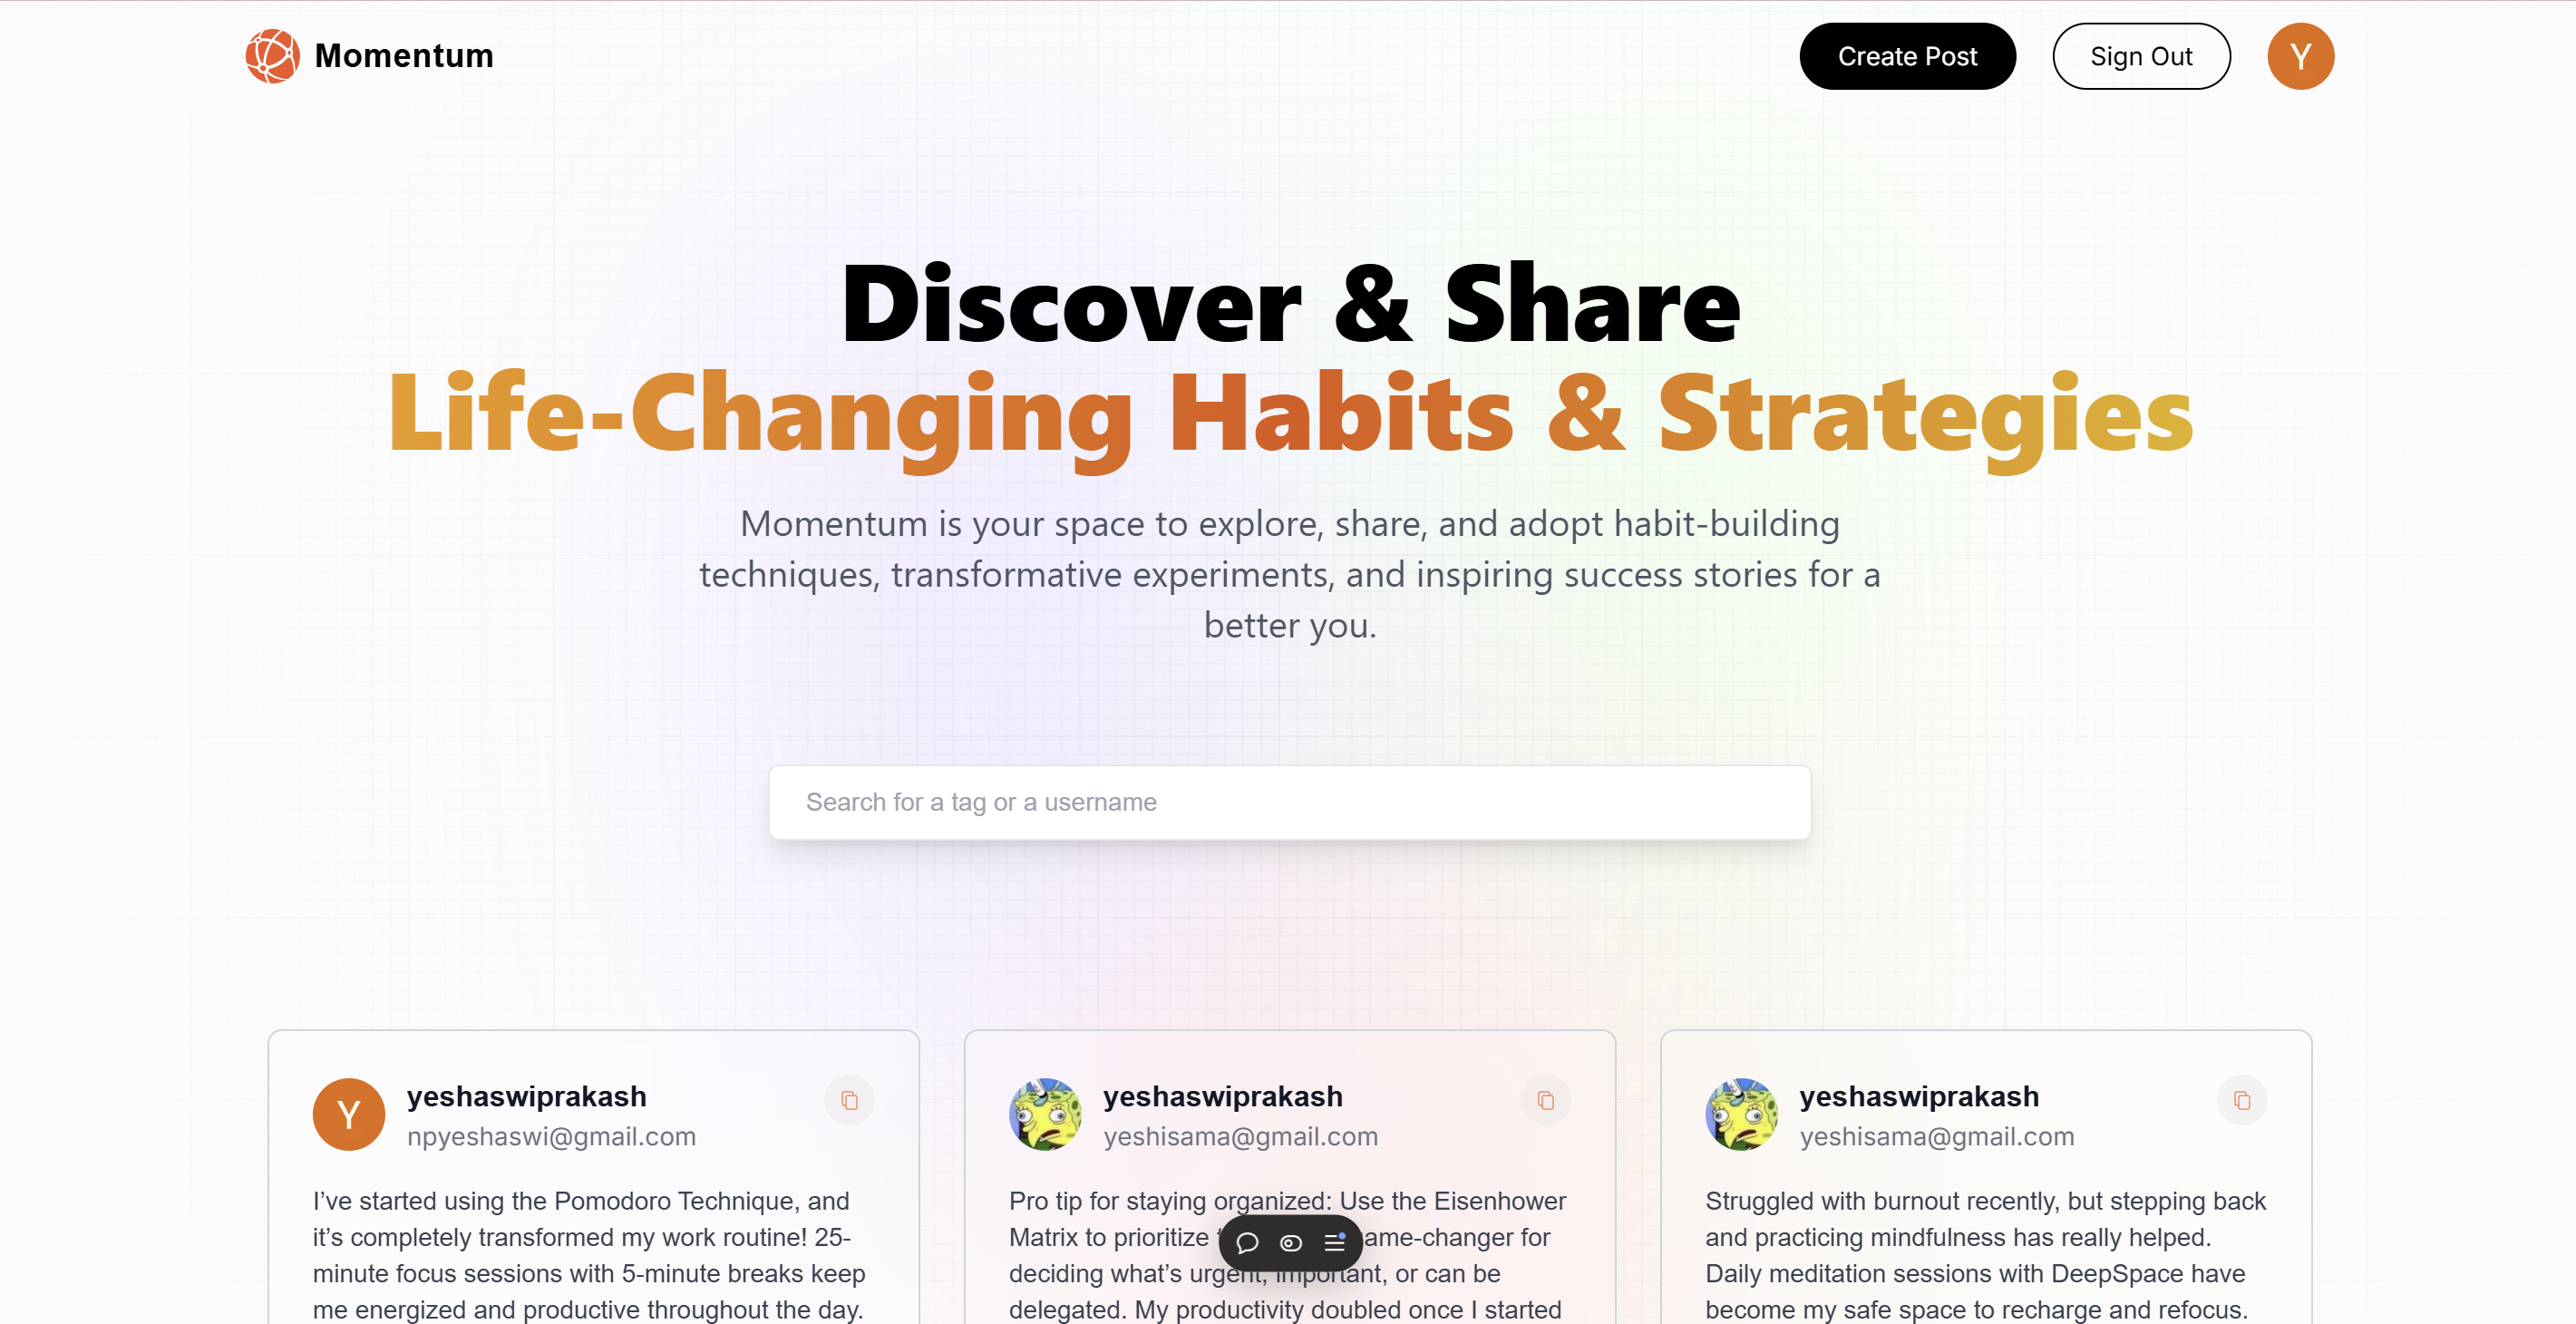 Momentum
Create Post
Sign Out
Y
Discover & Share
Life-Changing Habits & Strategies
Momentum is your space to explore, share, and adopt habit-building
techniques, transformative experiments, and inspiring success stories for a
better you.
Search for a tag or a username
Y
yeshaswiprakash
npyeshaswi@gmail.com
I’ve started using the Pomodoro Technique, and
it’s completely transformed my work routine! 25-
minute focus sessions with 5-minute breaks keep
me energized and productive throughout the day.
yeshaswiprakash
yeshisama@gmail.com
Pro tip for staying organized: Use the Eisenhower
Matrix to prioritize ame-changer for
deciding what’s urgent, important, or can be
delegated. My productivity doubled once I started
yeshaswiprakash
yeshisama@gmail.com
Struggled with burnout recently, but stepping back
and practicing mindfulness has really helped.
Daily meditation sessions with DeepSpace have
become my safe space to recharge and refocus.